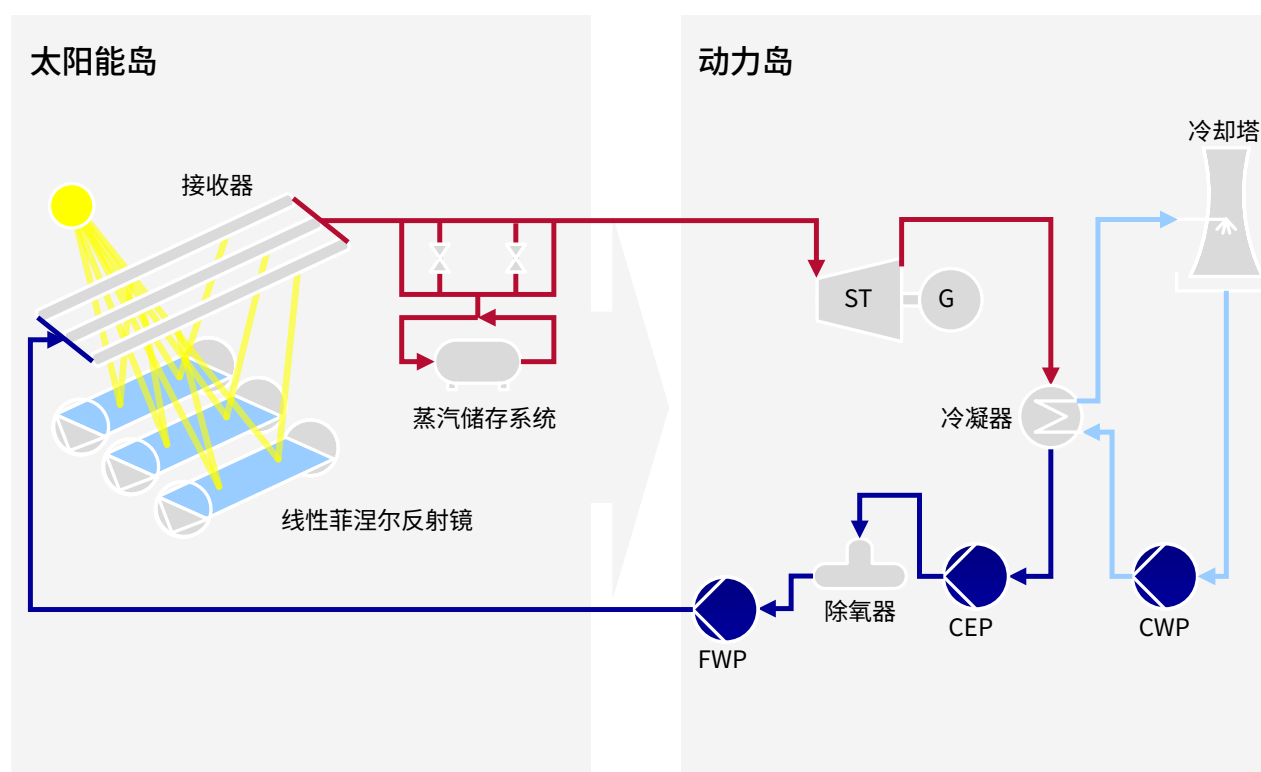 太阳能岛
动力岛
冷却塔
接收器
ST
G
蒸汽储存系统
冷凝器
线性菲涅尔反射镜
除氧器
CEP
CWP
FWP